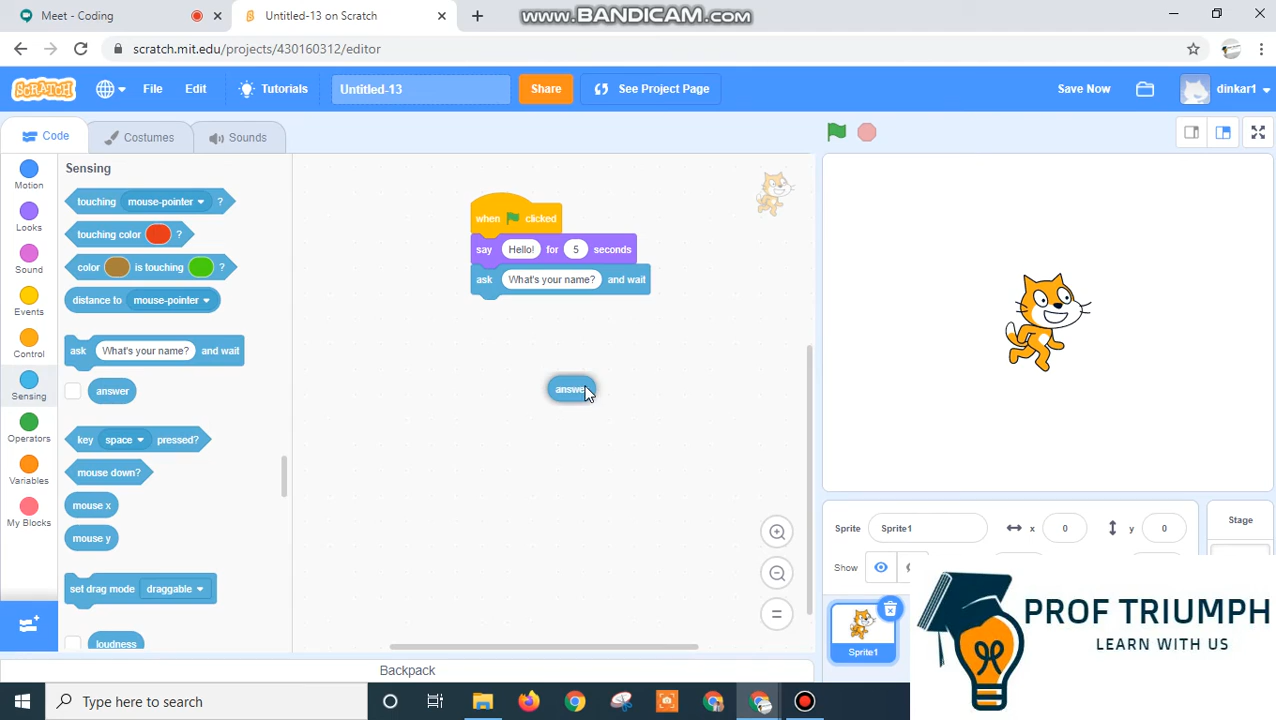 Meet - Coding
Untitled-13 on Scratch
www.BANDICAM.com
scratch.mit.edu/projects/430160312/editor
SCRATCH
File
Edit
Tutorials
Untitled-13
Share
See Project Page
Save Now
dinkar1
Code
Costumes
Sounds
Motion
Looks
Sound
Events
Control
Sensing
Operators
Variables
My Blocks
Sensing
touching mouse-pointer ?
touching color ?
color is touching ?
distance to mouse-pointer
ask What's your name? and wait
answer
key space pressed?
mouse down?
mouse x
mouse y
set drag mode draggable
loudness
when clicked
say Hello! for 5 seconds
ask What's your name? and wait
Backpack
Sprite
Sprite1
x
0
y
0
Show
Stage
Sprite1
PROF TRIUMPH
LEARN WITH US
Type here to search